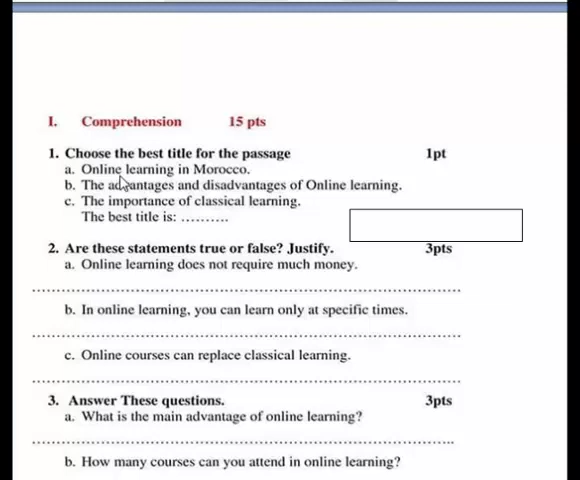 I. Comprehension 15 pts
1. Choose the best title for the passage 1pt
a. Online learning in Morocco.
b. The advantages and disadvantages of Online learning.
c. The importance of classical learning.
The best title is: ..........
2. Are these statements true or false? Justify. 3pts
a. Online learning does not require much money.
b. In online learning, you can learn only at specific times.
c. Online courses can replace classical learning.
3. Answer These questions. 3pts
a. What is the main advantage of online learning?
b. How many courses can you attend in online learning?